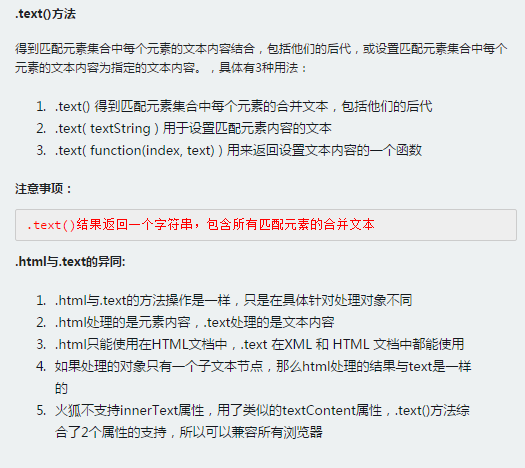 .text()方法
得到匹配元素集合中每个元素的文本内容结合，包括他们的后代，或设置匹配元素集合中每个
元素的文本内容为指定的文本内容。，具体有3种用法：
1. .text() 得到匹配元素集合中每个元素的合并文本，包括他们的后代
2. .text( textString ) 用于设置匹配元素内容的文本
3. .text( function(index, text) ) 用来返回设置文本内容的一个函数
注意事项：
.text()结果返回一个字符串，包含所有匹配元素的合并文本
.html与.text的异同:
1. .html与.text的方法操作是一样，只是在具体针对处理对象不同
2. .html处理的是元素内容，.text处理的是文本内容
3. .html只能使用在HTML文档中，.text 在XML 和 HTML 文档中都能使用
4. 如果处理的对象只有一个子文本节点，那么html处理的结果与text是一样
的
5. 火狐不支持innerText属性，用了类似的textContent属性，.text()方法综
合了2个属性的支持，所以可以兼容所有浏览器